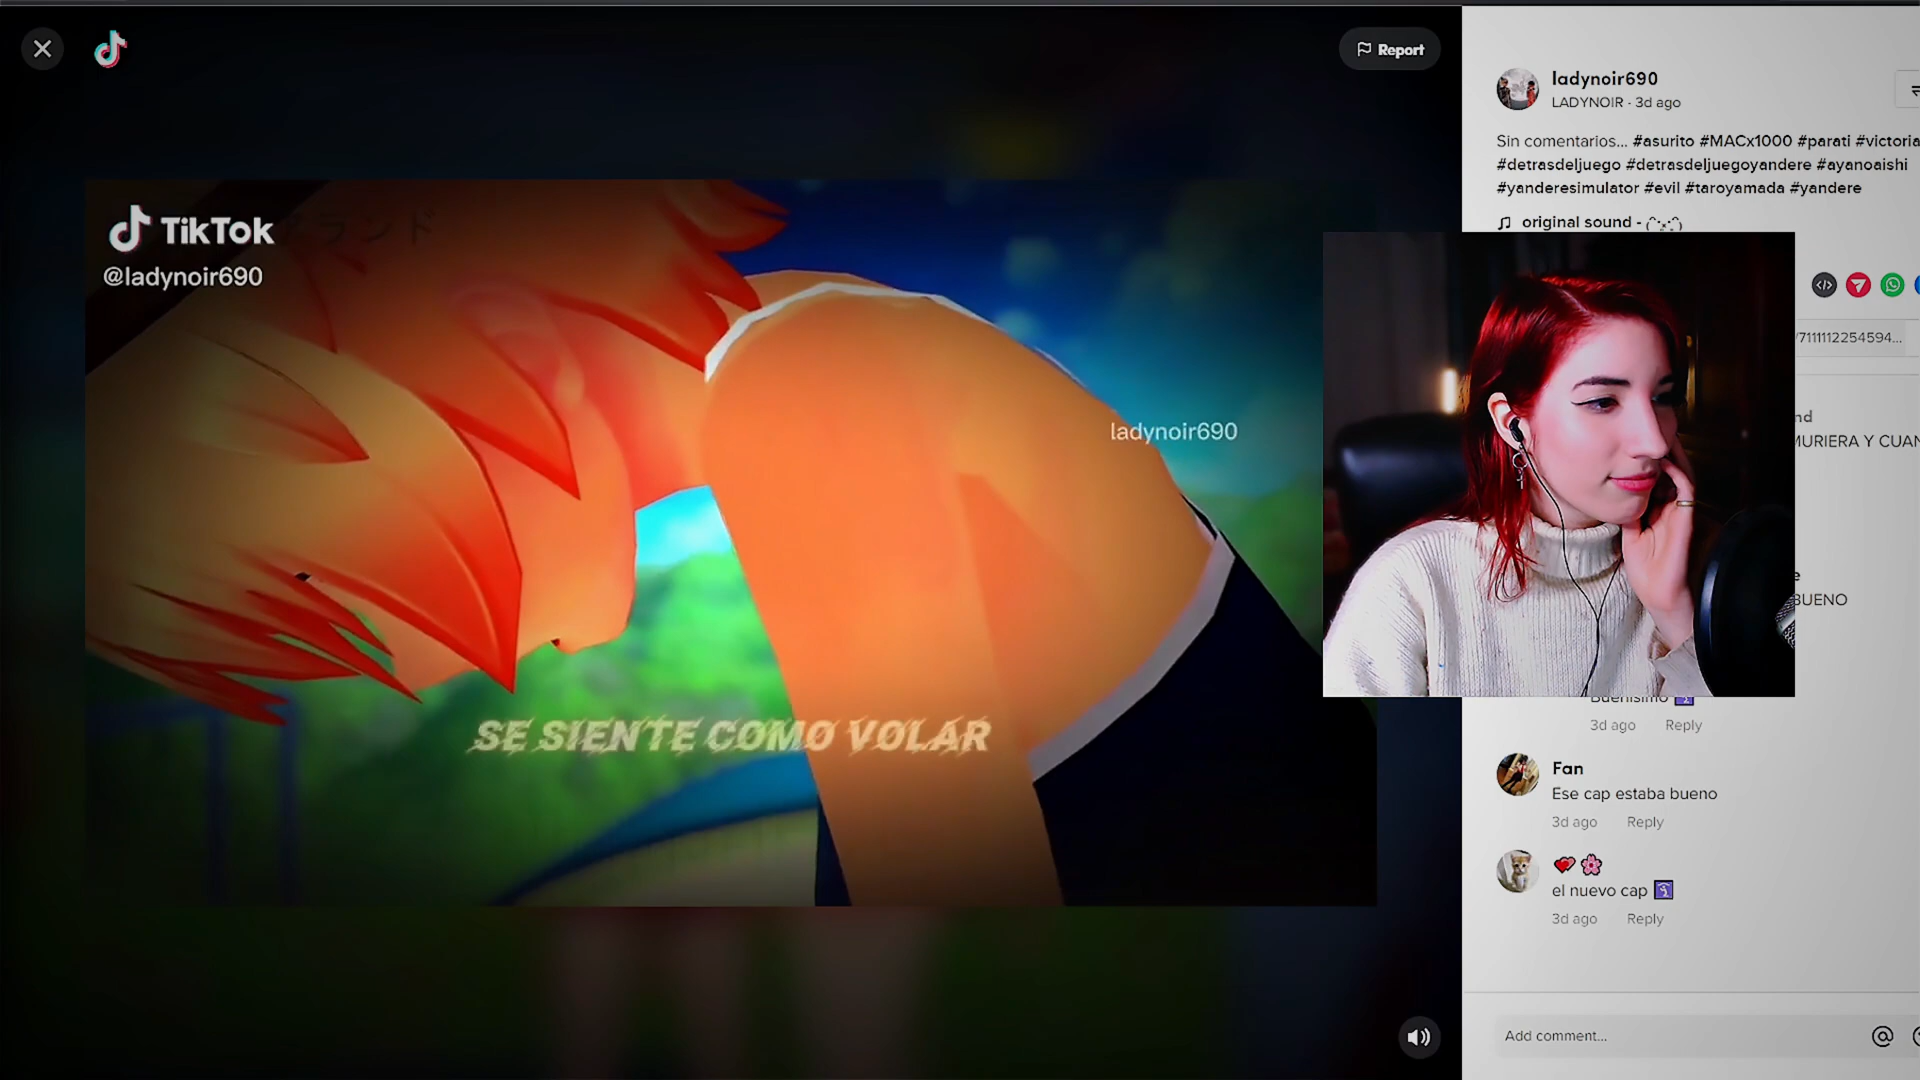 Report
TikTok
@ladynoir690
ladynoir690
SE SIENTE COMO VOLAR
ladynoir690
LADYNOIR - 3d ago
Sin comentarios... #asurito #MACx1000 #parati #victoria
#detrasdeljuego #detrasdeljuegoyandere #ayanoaishi
#yanderesimulator #evil #taroyamada #yandere
original sound -
/7111112254594...
MURIERA Y CUAN
BUENO
Buenisimo
3d ago Reply
Fan
Ese cap estaba bueno
3d ago Reply
el nuevo cap
3d ago Reply
Add comment...